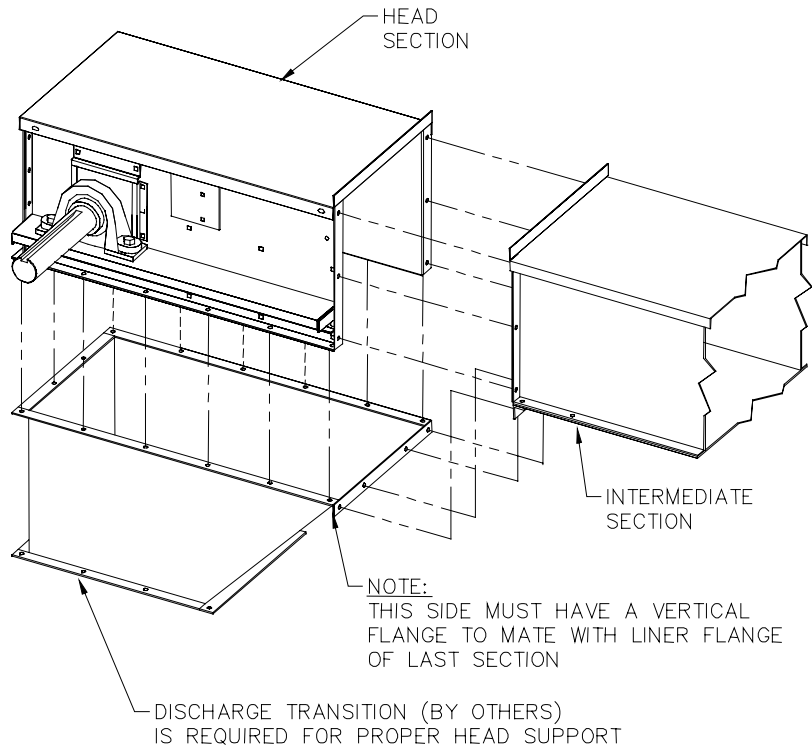 HEAD
SECTION
INTERMEDIATE
SECTION
NOTE:
THIS SIDE MUST HAVE A VERTICAL
FLANGE TO MATE WITH LINER FLANGE
OF LAST SECTION
DISCHARGE TRANSITION (BY OTHERS)
IS REQUIRED FOR PROPER HEAD SUPPORT